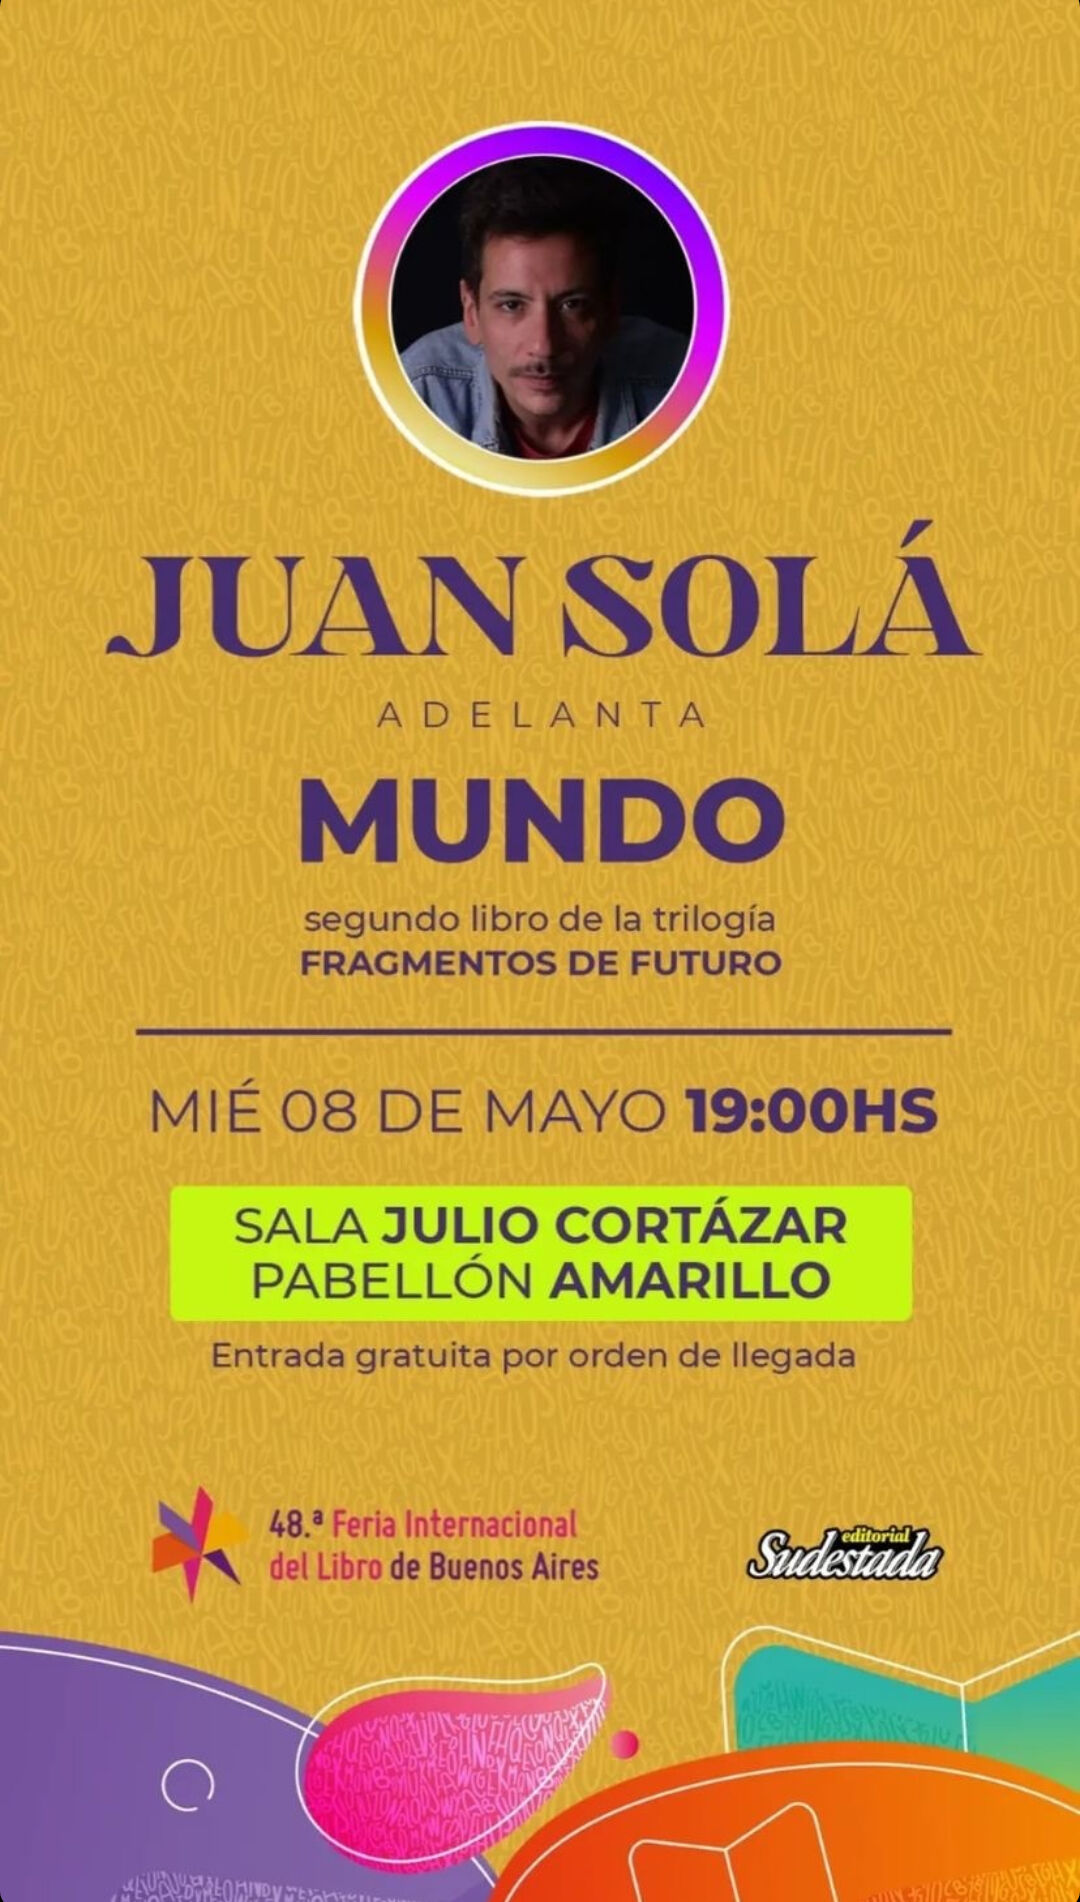 JUAN SOLÁ
ADELANTA
MUNDO
segundo libro de la trilogía
FRAGMENTOS DE FUTURO
MIÉ 08 DE MAYO 19:00HS
SALA JULIO CORTÁZAR
PABELLÓN AMARILLO
Entrada gratuita por orden de llegada
48.ª Feria Internacional
del Libro de Buenos Aires
editorial
Sudestada